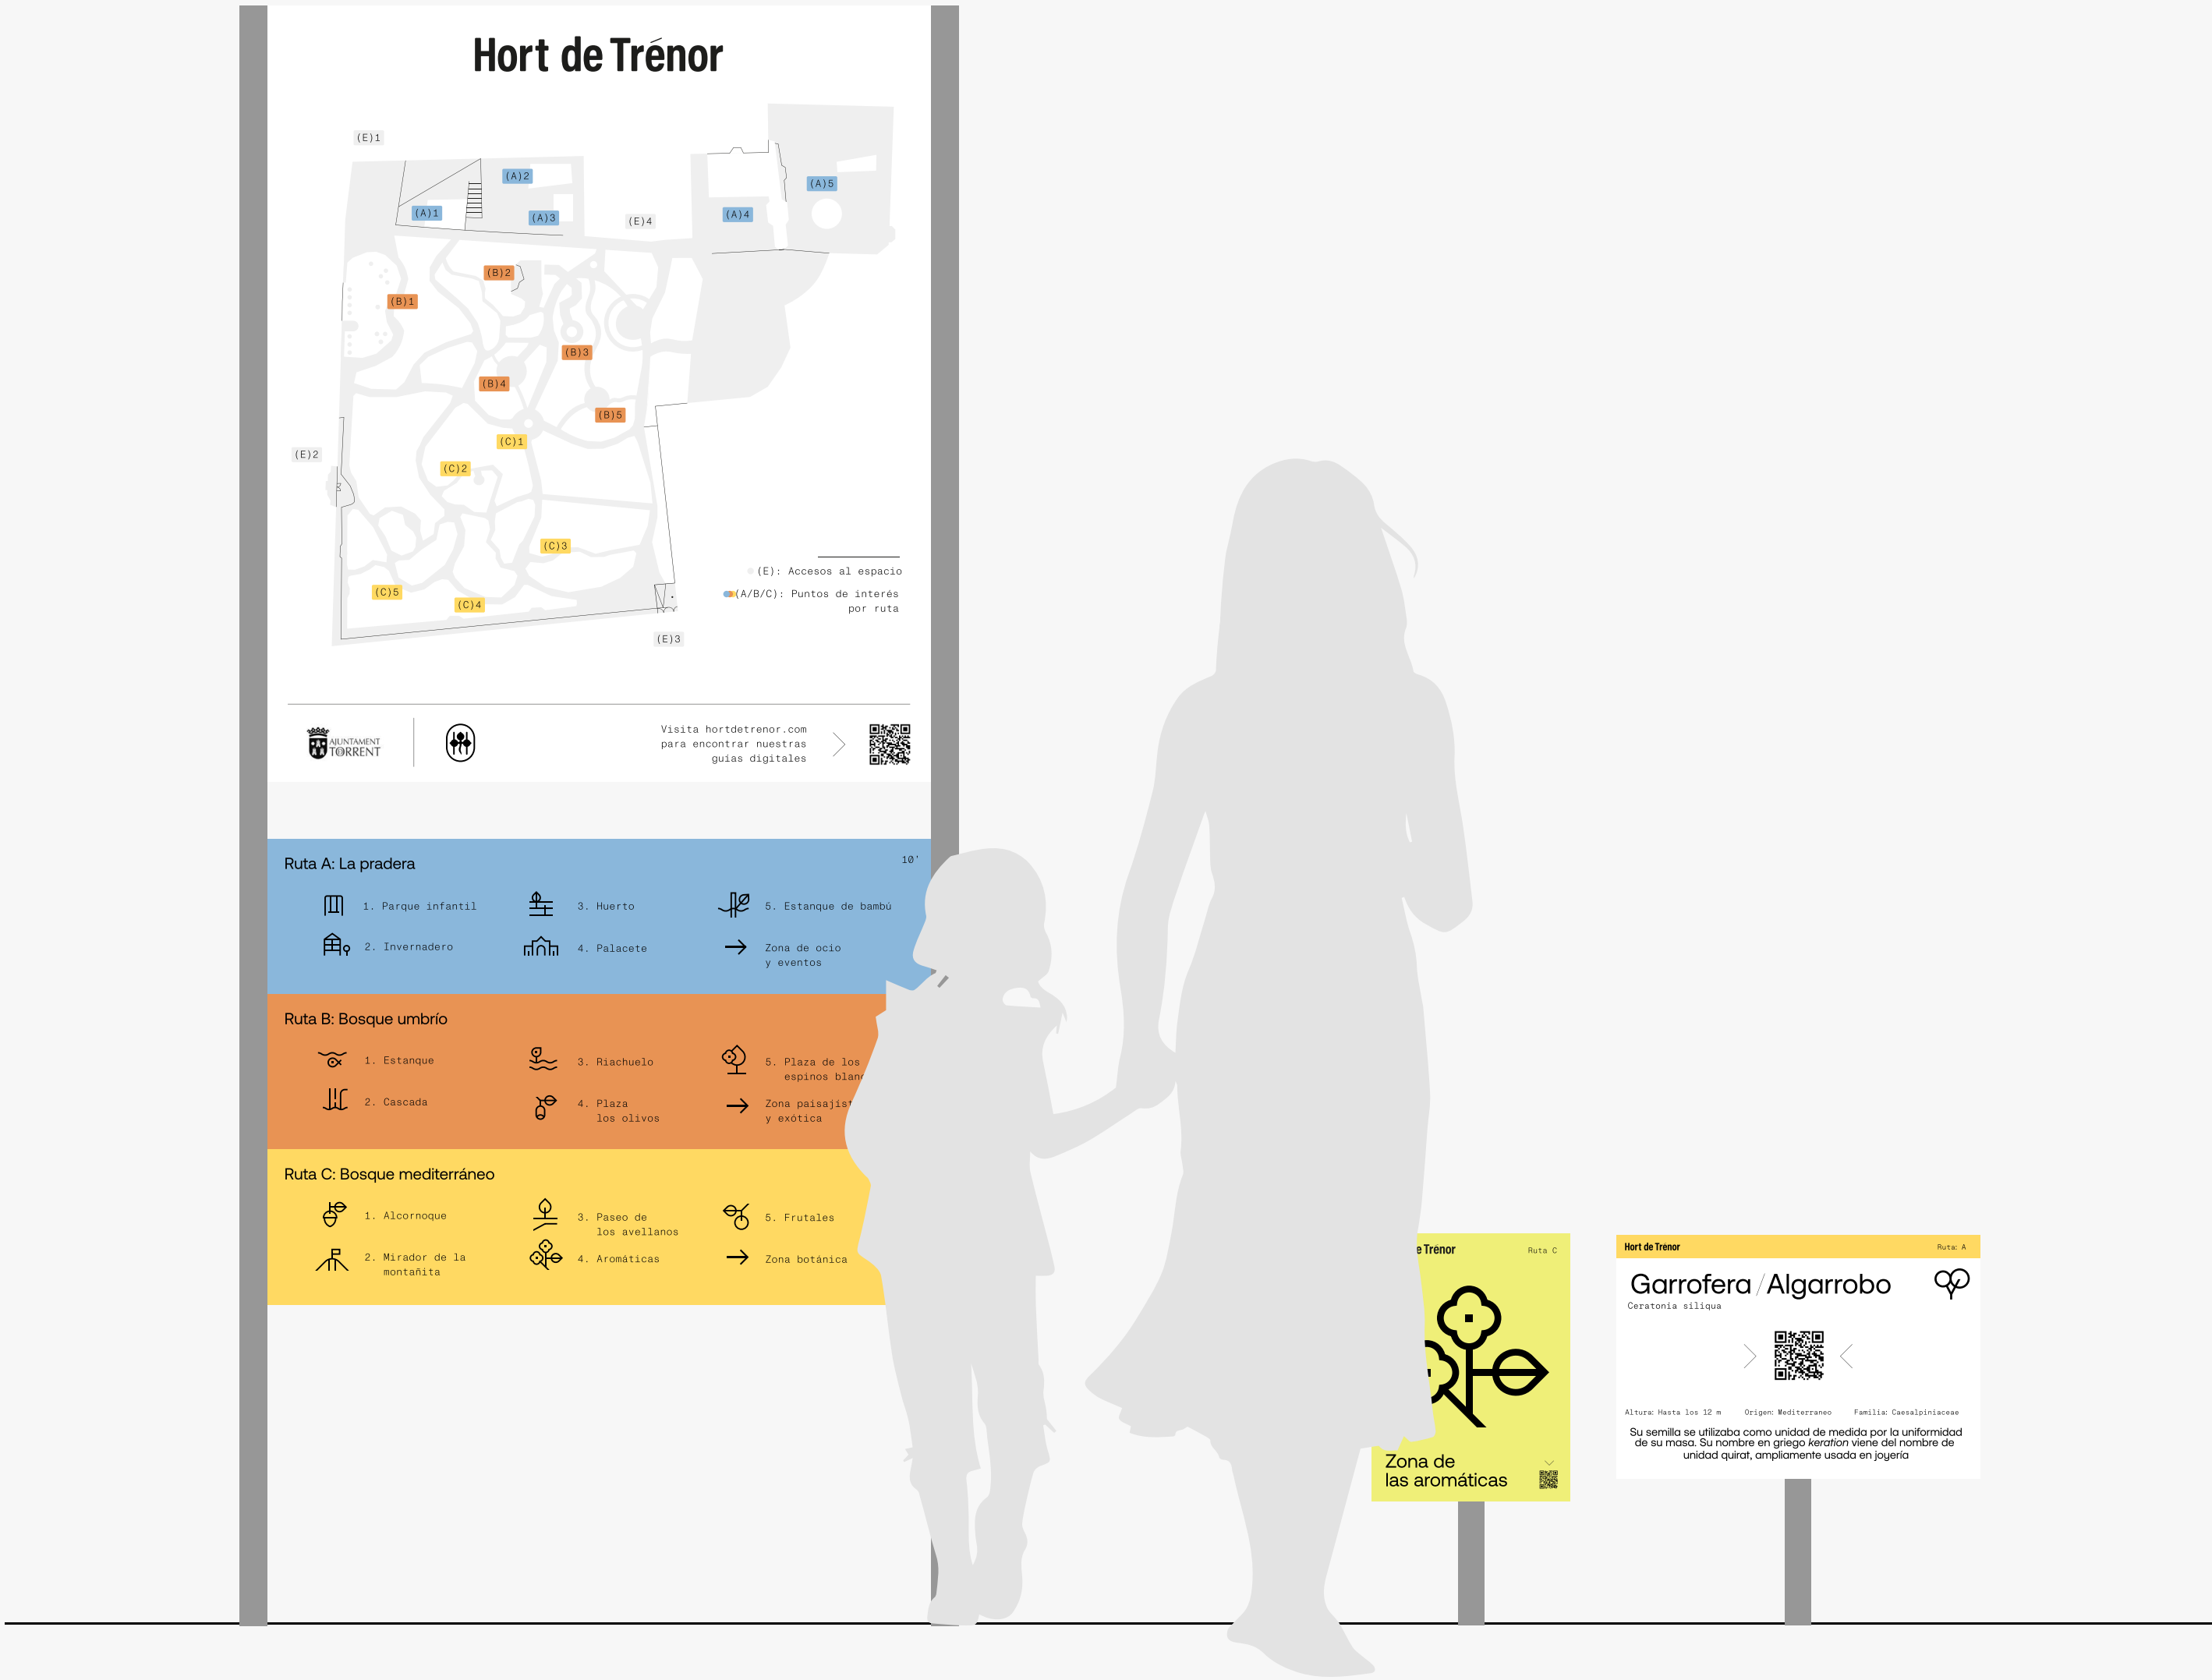 Hort de Trénor
(E)1
(A)2
(A)5
(A)1
(A)3
(A)4
(E)4
(B)2
(B)1
(B)3
(B)4
(B)5
(C)1
(E)2
(C)2
(C)3
(E): Accesos al espacio
(A/B/C): Puntos de interés
por ruta
(C)5
(C)4
(E)3
AJUNTAMENT
TORRENT
Visita hortdetrenor.com
para encontrar nuestras
guías digitales
Ruta A: La pradera
10'
1. Parque infantil
2. Invernadero
3. Huerto
4. Palacete
5. Estanque de bambú
Zona de ocio
y eventos
Ruta B: Bosque umbrío
1. Estanque
2. Cascada
3. Riachuelo
4. Plaza
los olivos
5. Plaza de los
espinos
Zona
y exótica
Ruta C: Bosque mediterráneo
1. Alcornoque
2. Mirador de la
montañita
3. Paseo de
los avellanos
4. Aromáticas
5. Frutales
Zona botánica
e Trénor
Ruta C
Zona de
las aromáticas
Hort de Trénor
Ruta: A
Garrofera / Algarrobo
Ceratonia siliqua
Altura: Hasta los 12 m
Origen: Mediterraneo
Familia: Caesalpiniaceae
Su semilla se utilizaba como unidad de medida por la uniformidad
de su masa. Su nombre en griego keration viene del nombre de
unidad quirat, ampliamente usada en joyería